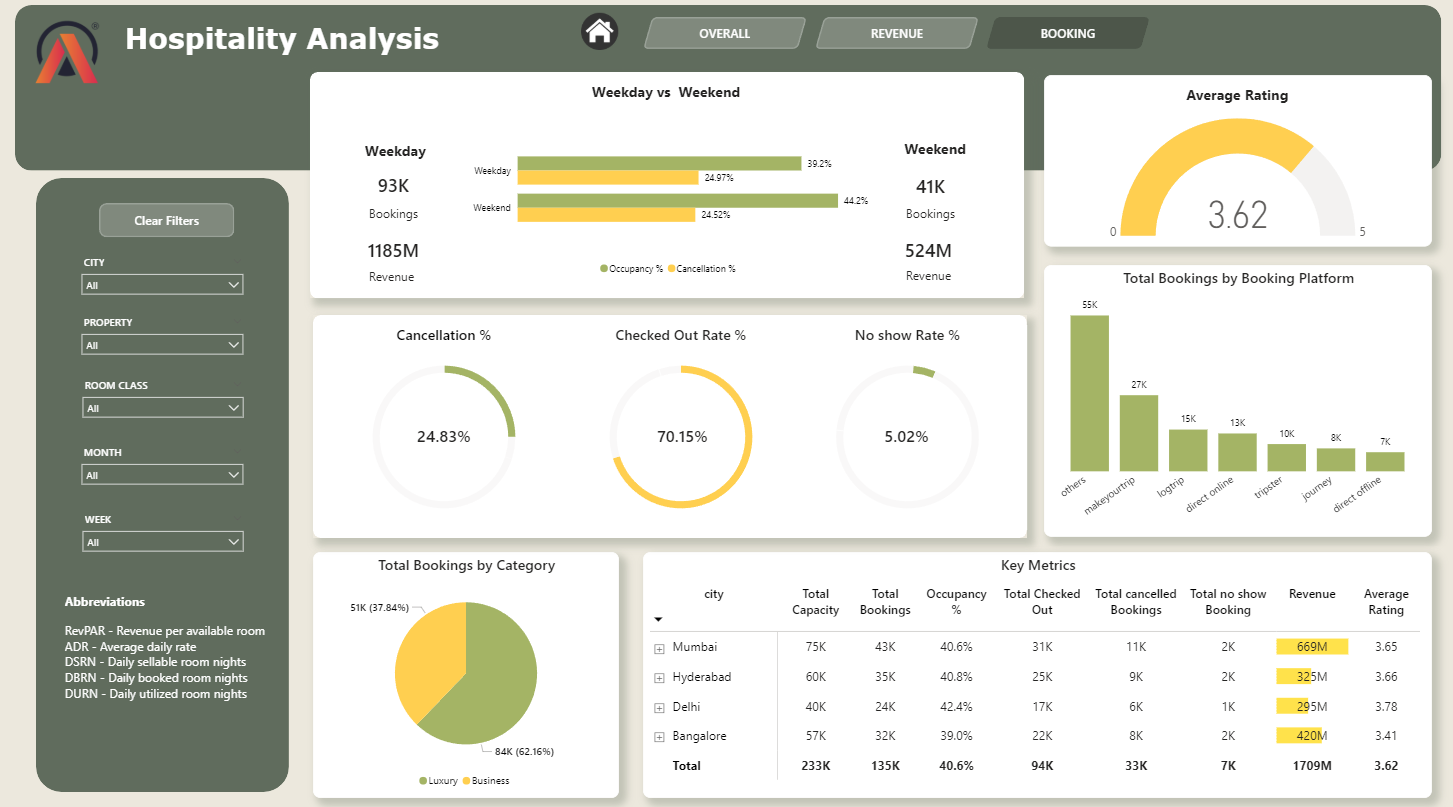 Hospitality Analysis
OVERALL
REVENUE
BOOKING
Clear Filters
CITY
All
PROPERTY
All
ROOM CLASS
All
MONTH
All
WEEK
All
Abbreviations
RevPAR - Revenue per available room
ADR - Average daily rate
DSRN - Daily sellable room nights
DBRN - Daily booked room nights
DURN - Daily utilized room nights
Weekday vs Weekend
Weekday
93K
Bookings
1185M
Revenue
Weekday
39.2%
24.97%
Weekend
44.2%
24.52%
Occupancy % Cancellation %
Weekend
41K
Bookings
524M
Revenue
Average Rating
3.62
0
5
Cancellation %
24.83%
Checked Out Rate %
70.15%
No show Rate %
5.02%
Total Bookings by Booking Platform
55K
27K
15K
13K
10K
8K
7K
others
makeyourtrip
logtrip
direct online
tripster
journey
direct offline
Total Bookings by Category
51K (37.84%)
84K (62.16%)
Luxury Business
Key Metrics
city Total Capacity Total Bookings Occupancy % Total Checked Out Total cancelled Bookings Total no show Booking Revenue Average Rating
Mumbai 75K 43K 40.6% 31K 11K 2K 669M 3.65
Hyderabad 60K 35K 40.8% 25K 9K 2K 325M 3.66
Delhi 40K 24K 42.4% 17K 6K 1K 295M 3.78
Bangalore 57K 32K 39.0% 22K 8K 2K 420M 3.41
Total 233K 135K 40.6% 94K 33K 7K 1709M 3.62